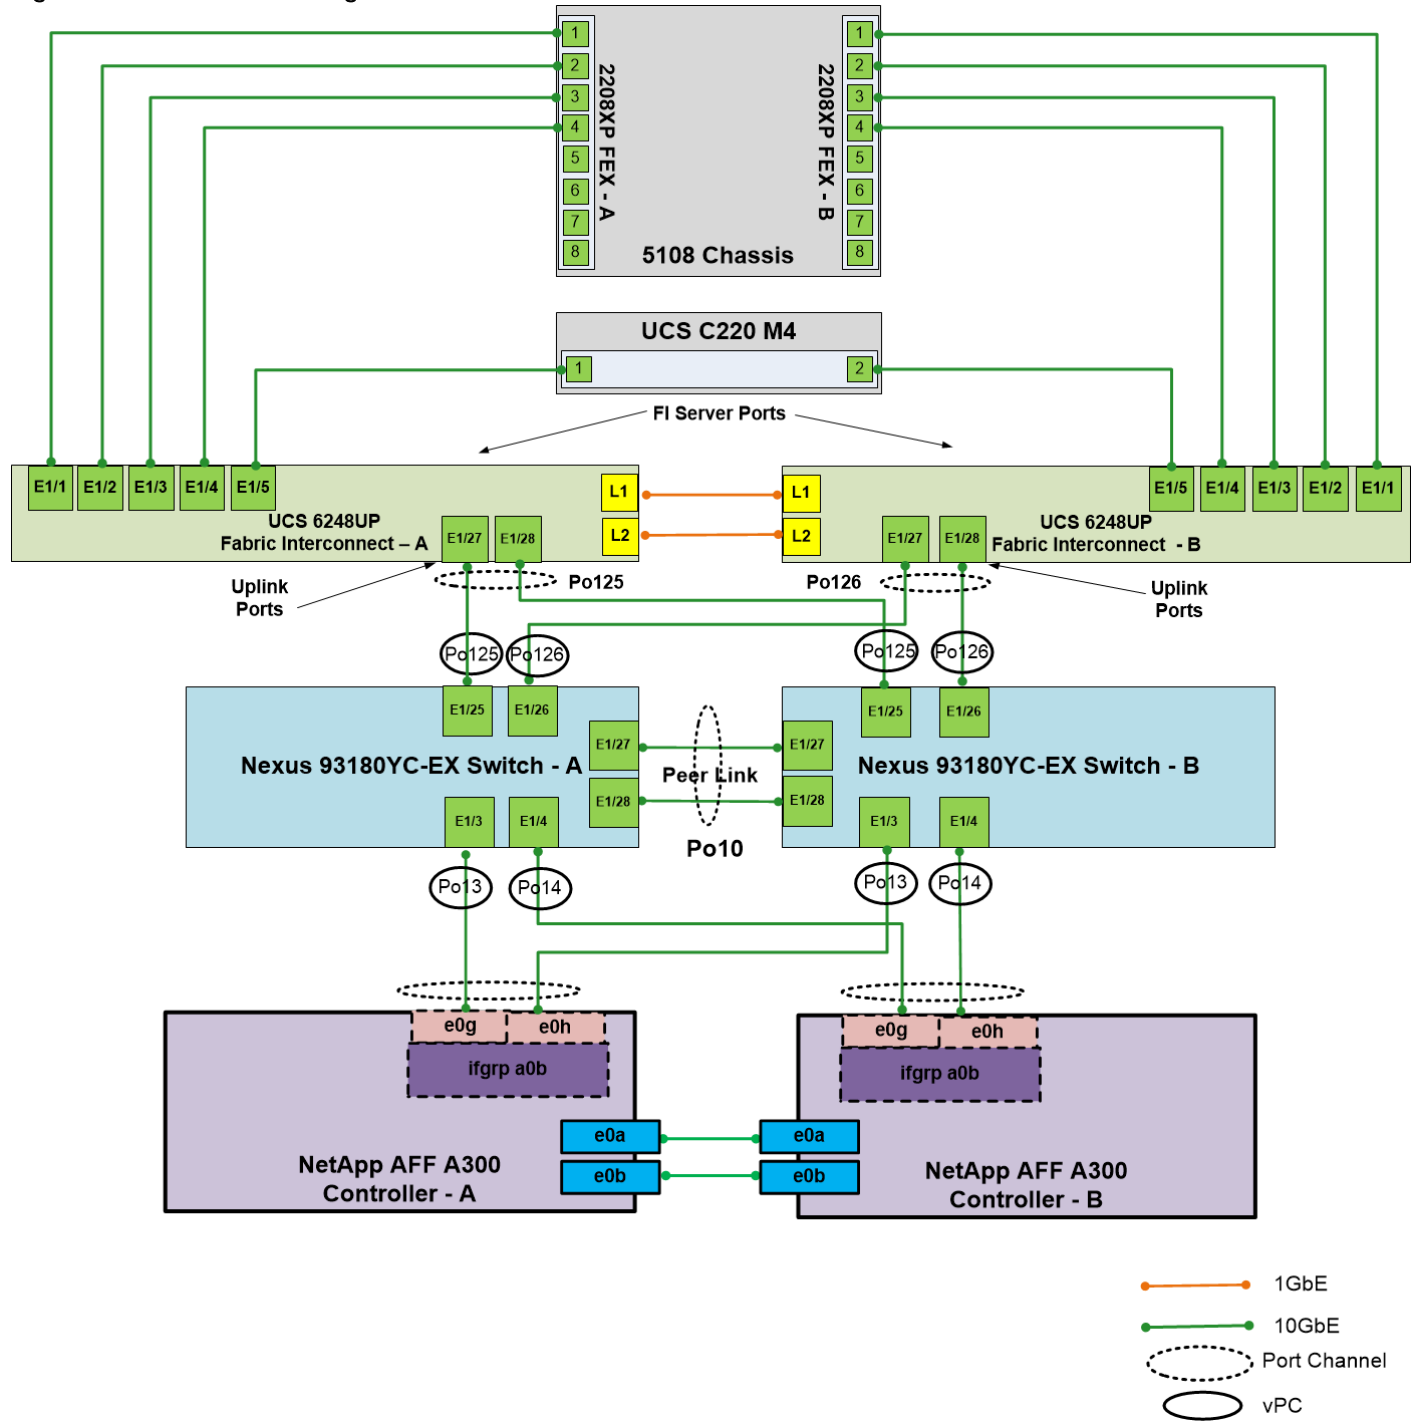 1
2
3
4
5
6
7
8
2208XP FEX - A
2208XP FEX - B
1
2
3
4
5
6
7
8
5108 Chassis
UCS C220 M4
1
2
FI Server Ports
E1/1
E1/2
E1/3
E1/4
E1/5
L1
L2
UCS 6248UP
Fabric Interconnect – A
E1/27
E1/28
L1
L2
E1/5
E1/4
E1/3
E1/2
E1/1
UCS 6248UP
Fabric Interconnect - B
E1/27
E1/28
Uplink
Ports
Po125
Po126
Uplink
Ports
Po125
Po126
Po125
Po126
E1/25
E1/26
E1/27
E1/28
Nexus 93180YC-EX Switch - A
E1/3
E1/4
Peer Link
Po10
E1/25
E1/26
E1/27
E1/28
Nexus 93180YC-EX Switch - B
E1/3
E1/4
Po13
Po14
Po13
Po14
e0g
e0h
ifgrp a0b
e0a
e0b
NetApp AFF A300
Controller - A
e0g
e0h
ifgrp a0b
e0a
e0b
NetApp AFF A300
Controller - B
1GbE
10GbE
Port Channel
vPC